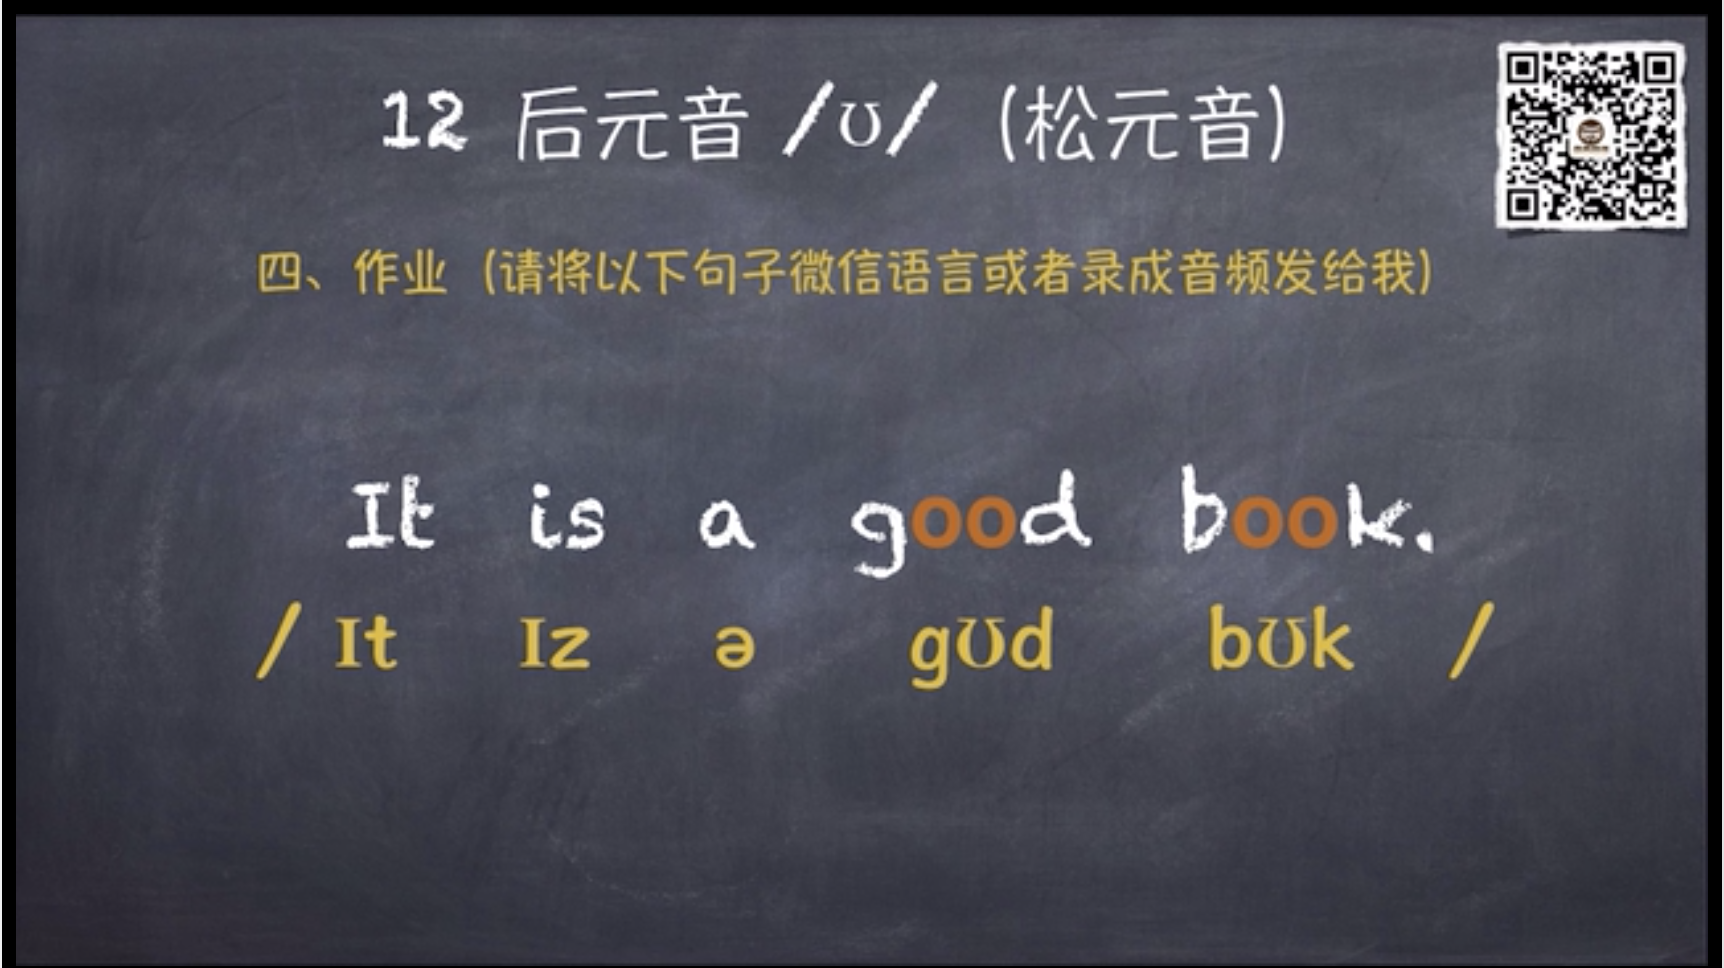 12 后元音 /ʊ/ (松元音)
四、作业 (请将以下句子微信语言或者录成音频发给我)
It is a good book.
/ ɪt ɪz ə gʊd bʊk /